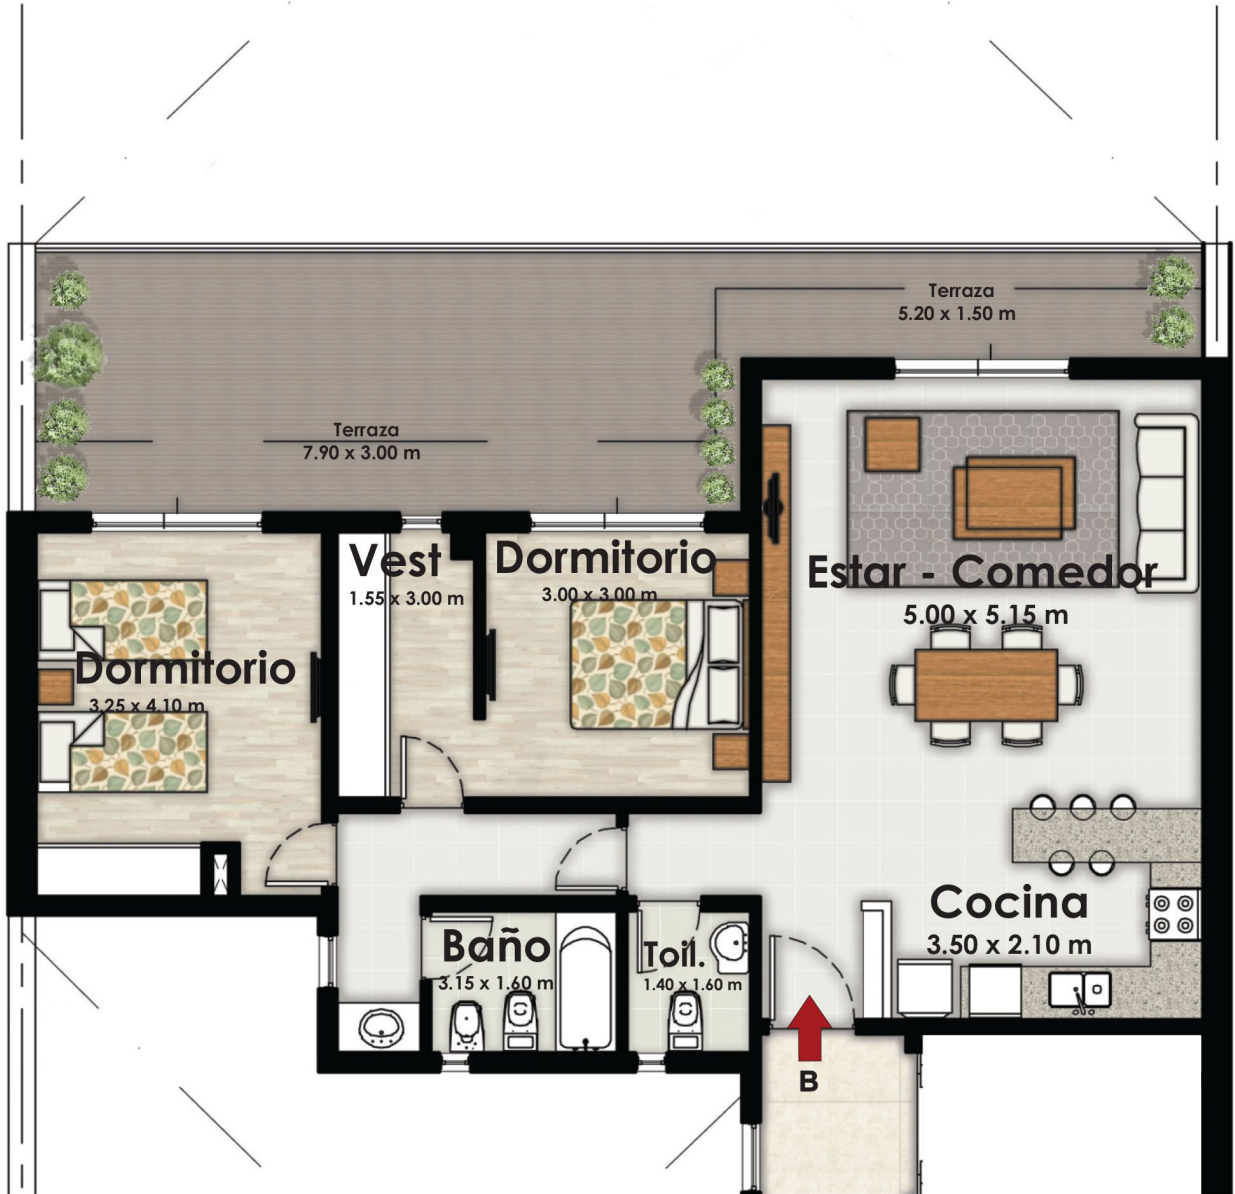 Terraza
5.20 x 1.50 m
Terraza
7.90 x 3.00 m
Vest
1.55 x 3.00 m
Dormitorio
3.00 x 3.00 m
Estar - Comedor
5.00 x 5.15 m
Dormitorio
3.25 x 4.10 m
Cocina
3.50 x 2.10 m
Baño
3.15 x 1.60 m
Toil.
1.40 x 1.60 m
B